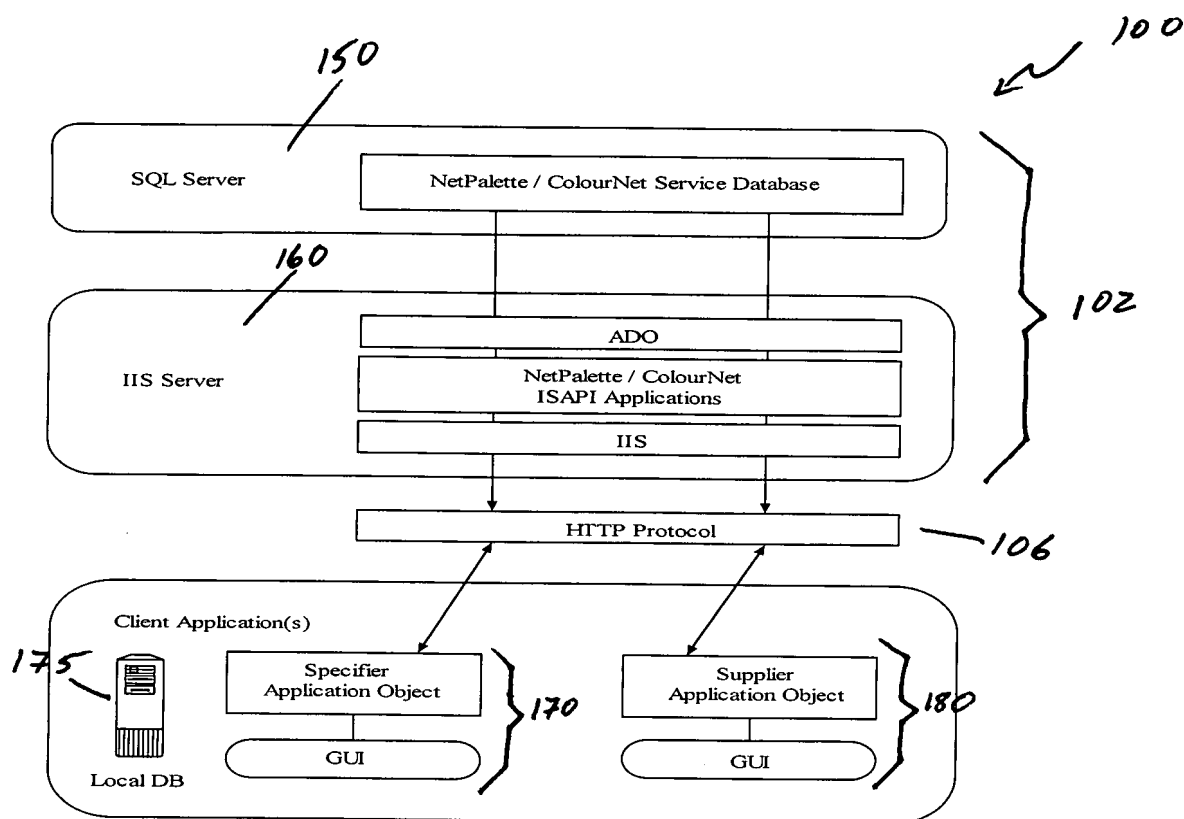 100
150
SQL Server
NetPalette / ColourNet Service Database
160
102
IIS Server
ADO
NetPalette / ColourNet
ISAPI Applications
IIS
HTTP Protocol
106
Client Application(s)
175
Specifier
Application Object
170
Supplier
Application Object
180
GUI
GUI
Local DB